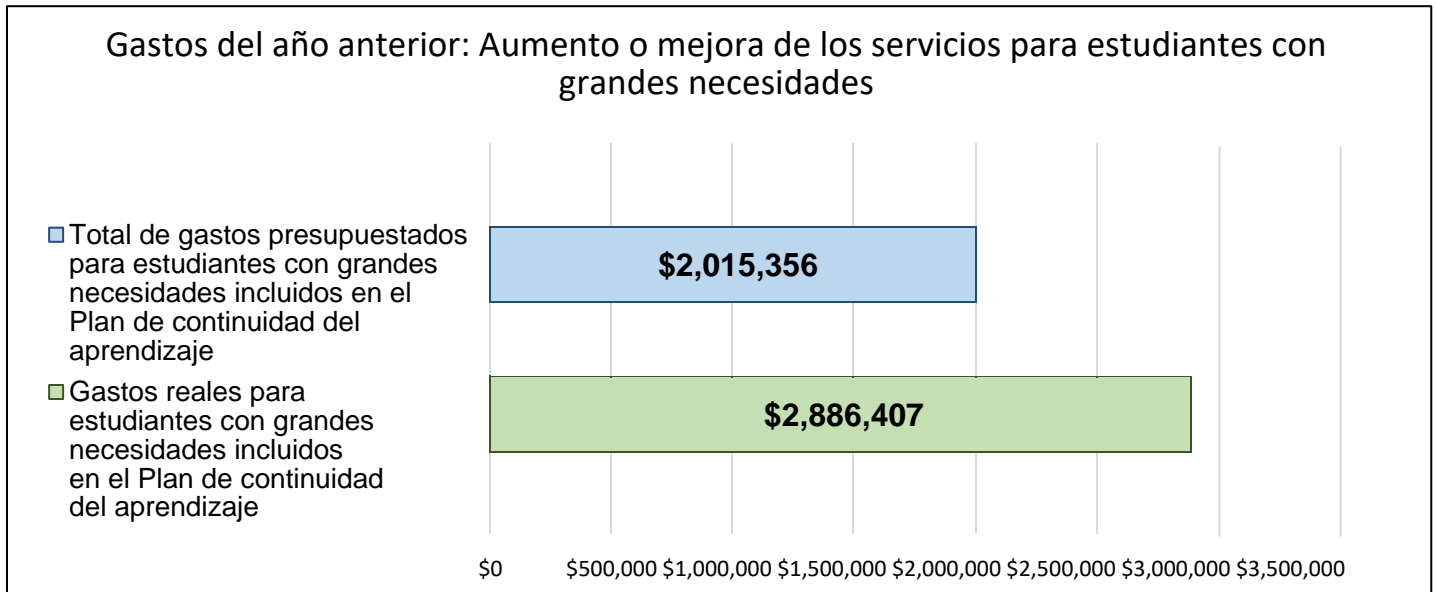 Gastos del año anterior: Aumento o mejora de los servicios para estudiantes con
grandes necesidades
Total de gastos presupuestados
para estudiantes con grandes
necesidades incluidos en el
Plan de continuidad del
aprendizaje
$2,015,356
Gastos reales para
estudiantes con grandes
necesidades incluidos
en el Plan de continuidad
del aprendizaje
$2,886,407
$0 $500,000 $1,000,000 $1,500,000 $2,000,000 $2,500,000 $3,000,000 $3,500,000